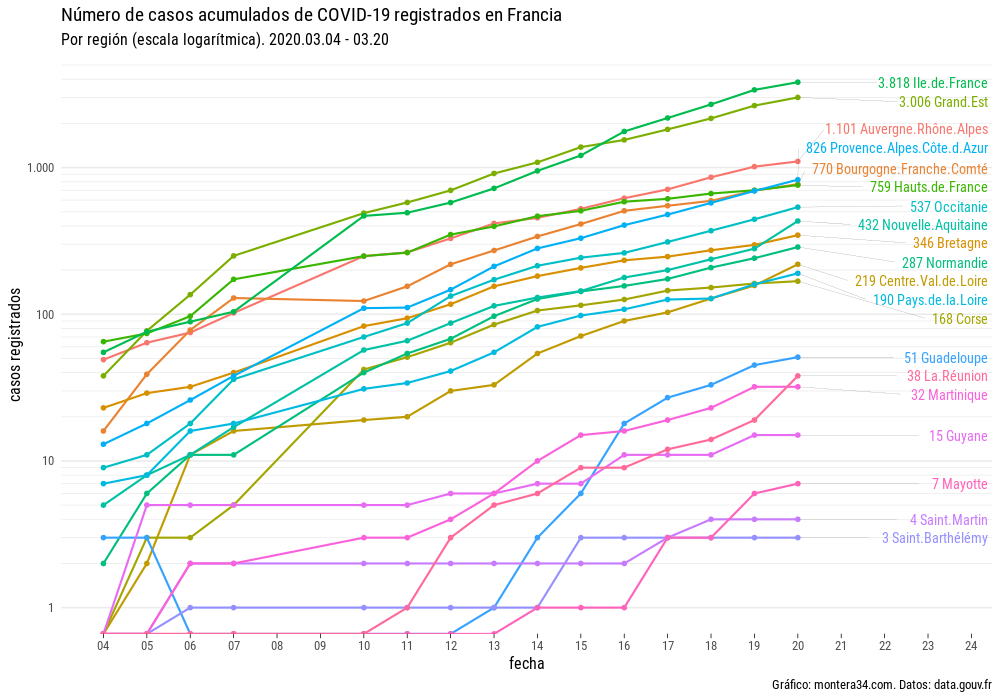 Número de casos acumulados de COVID-19 registrados en Francia
Por región (escala logarítmica). 2020.03.04 - 03.20
casos registrados
1.000
100
10
1
3.818 Ile.de.France
3.006 Grand.Est
1.101 Auvergne.Rhône.Alpes
826 Provence.Alpes.Côte.d.Azur
770 Bourgogne.Franche.Comté
759 Hauts.de.France
537 Occitanie
432 Nouvelle.Aquitaine
346 Bretagne
287 Normandie
219 Centre.Val.de.Loire
190 Pays.de.la.Loire
168 Corse
51 Guadeloupe
38 La.Réunion
32 Martinique
15 Guyane
7 Mayotte
4 Saint.Martin
3 Saint.Barthélémy
04 05 06 07 08 09 10 11 12 13 14 15 16 17 18 19 20 21 22 23 24
fecha
Gráfico: montera34.com. Datos: data.gouv.fr